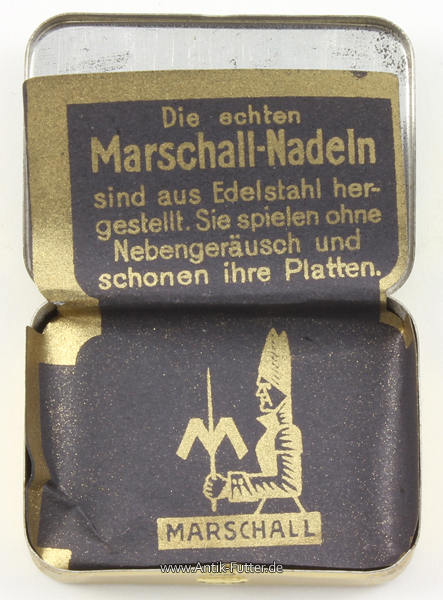 Die echten
Marschall-Nadeln
sind aus Edelstahl her-
gestellt. Sie spielen ohne
Nebengeräusch und
schonen ihre Platten.
M
MARSCHALL
www.Antik-Futter.de